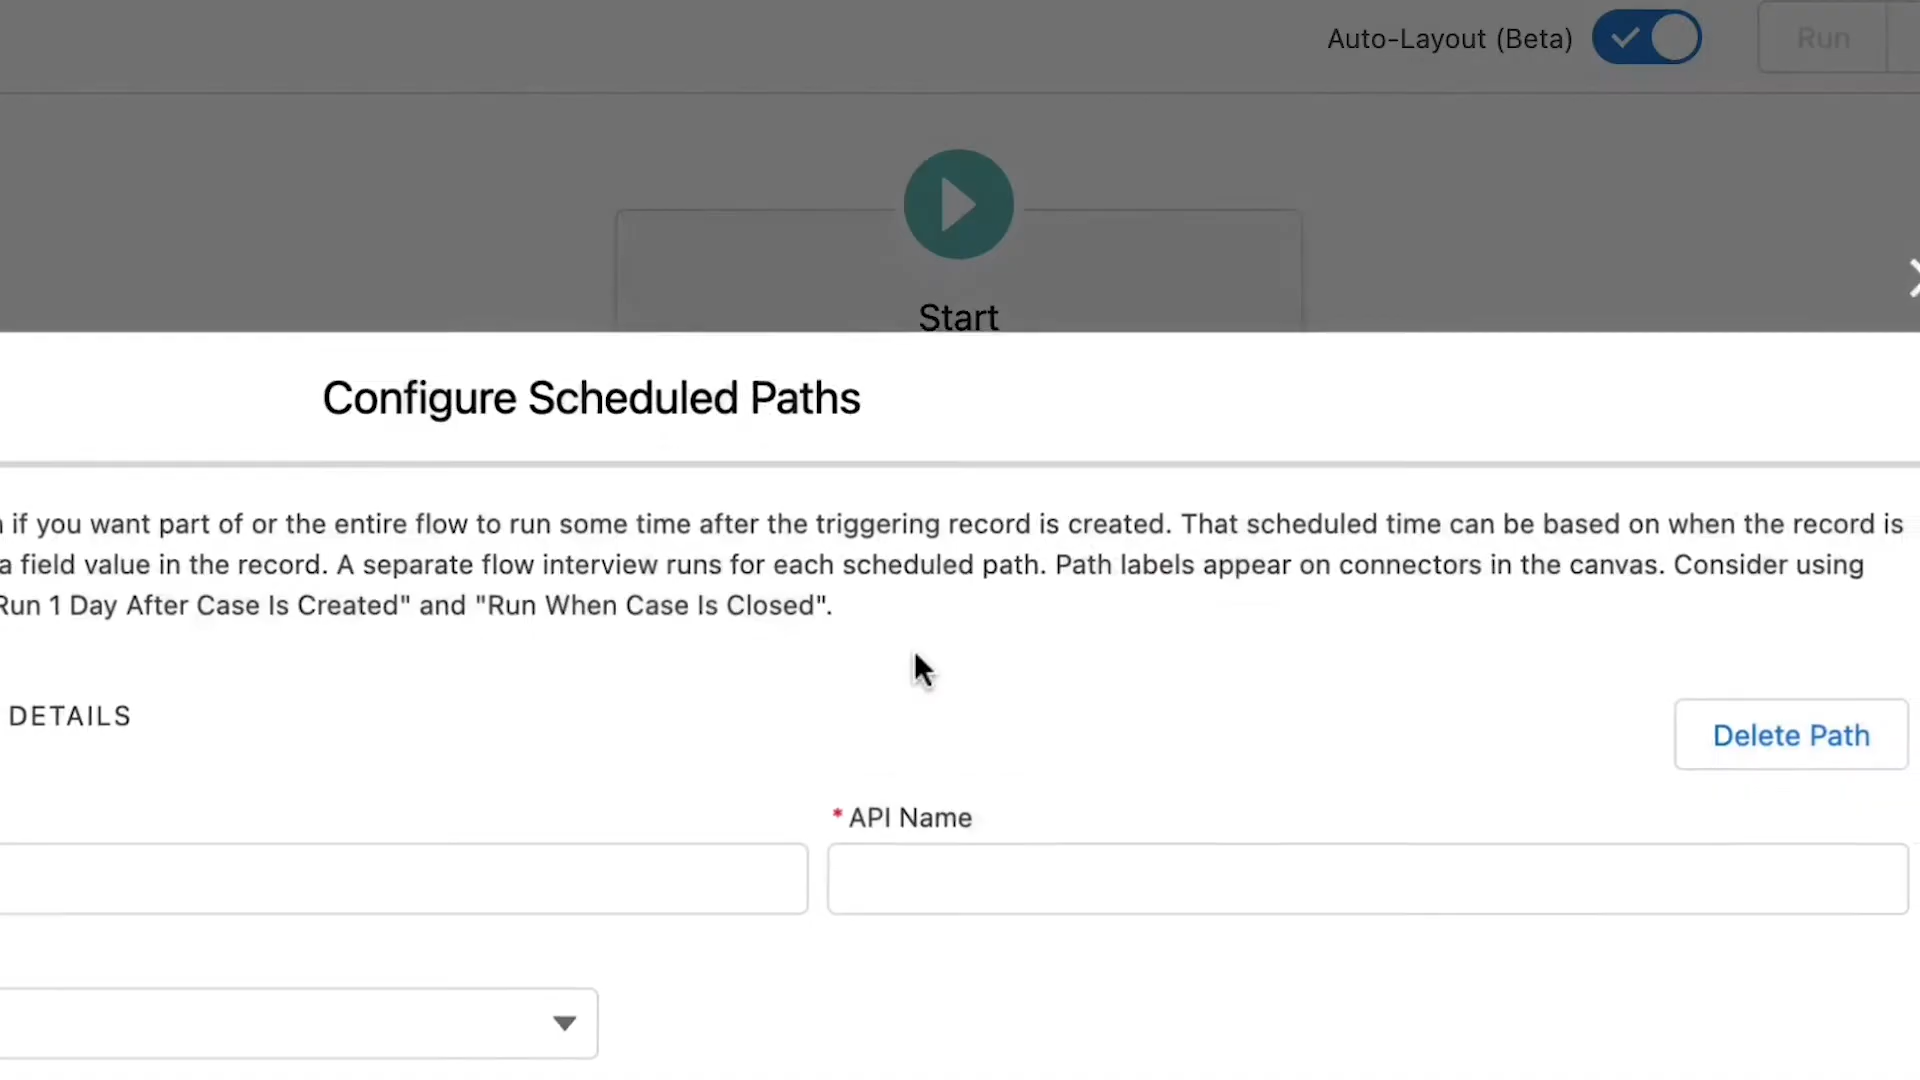 Auto-Layout (Beta)
Run
Start
Configure Scheduled Paths
if you want part of or the entire flow to run some time after the triggering record is created. That scheduled time can be based on when the record is
a field value in the record. A separate flow interview runs for each scheduled path. Path labels appear on connectors in the canvas. Consider using
Run 1 Day After Case Is Created" and "Run When Case Is Closed".
DETAILS
Delete Path
* API Name